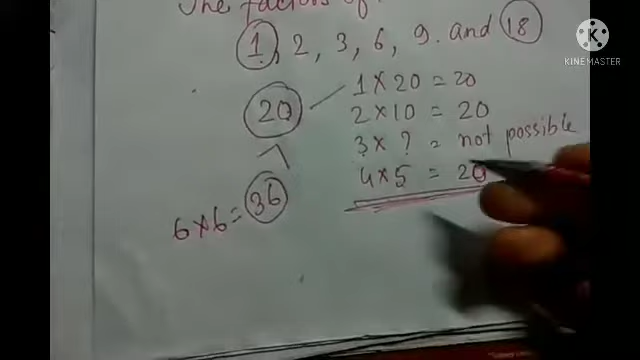 The factors of
1, 2, 3, 6, 9. and 18
20
1 × 20 = 20
2 × 10 = 20
3 × ? = not possible
4 × 5 = 20
6 × 6 = 36
K
KINEMASTER